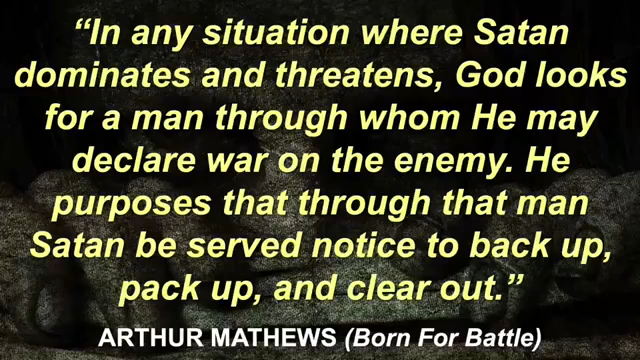 “In any situation where Satan
dominates and threatens, God looks
for a man through whom He may
declare war on the enemy. He
purposes that through that man
Satan be served notice to back up,
pack up, and clear out.”
ARTHUR MATHEWS (Born For Battle)